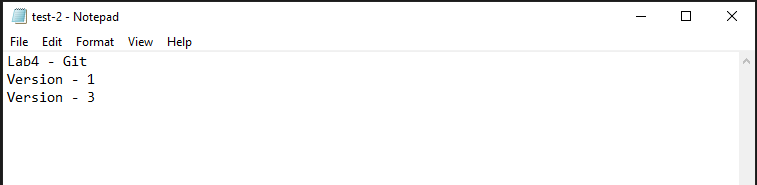 test-2 - Notepad
File Edit Format View Help
Lab4 - Git
Version - 1
Version - 3